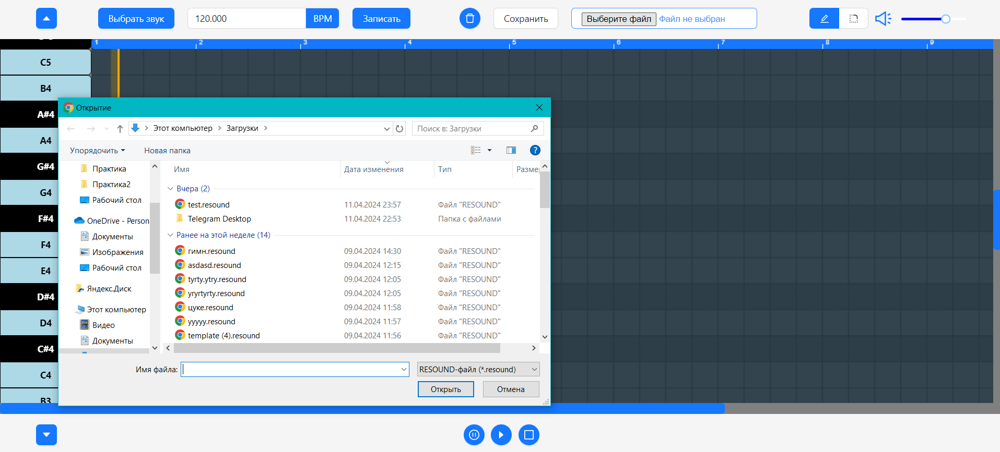 Выбрать звук 120.000 BPM Записать Сохранить Выберите файл Файл не выбран
1 2 3 4 5 6 7 8 9
C5
B4
A#4
A4
G#4
G4
F#4
F4
E4
D#4
D4
C#4
C4
B3
Открытие
Этот компьютер Загрузки Поиск в: Загрузки
Упорядочить Новая папка ?
Практика
Практика2
Рабочий стол
OneDrive - Person
Документы
Изображения
Рабочий стол
Яндекс.Диск
Этот компьютер
Видео
Документы
Имя Дата изменения Тип Разме
Вчера (2)
test.resound 11.04.2024 23:57 Файл "RESOUND"
Telegram Desktop 11.04.2024 22:53 Папка с файлами
Ранее на этой неделе (14)
гимн.resound 09.04.2024 14:30 Файл "RESOUND"
asdasd.resound 09.04.2024 12:15 Файл "RESOUND"
tyrty.ytry.resound 09.04.2024 12:05 Файл "RESOUND"
yryrtyrty.resound 09.04.2024 12:05 Файл "RESOUND"
цуке.resound 09.04.2024 11:58 Файл "RESOUND"
yyyyy.resound 09.04.2024 11:57 Файл "RESOUND"
template (4).resound 09.04.2024 11:56 Файл "RESOUND"
Имя файла: RESOUND-файл (*.resound)
Открыть Отмена